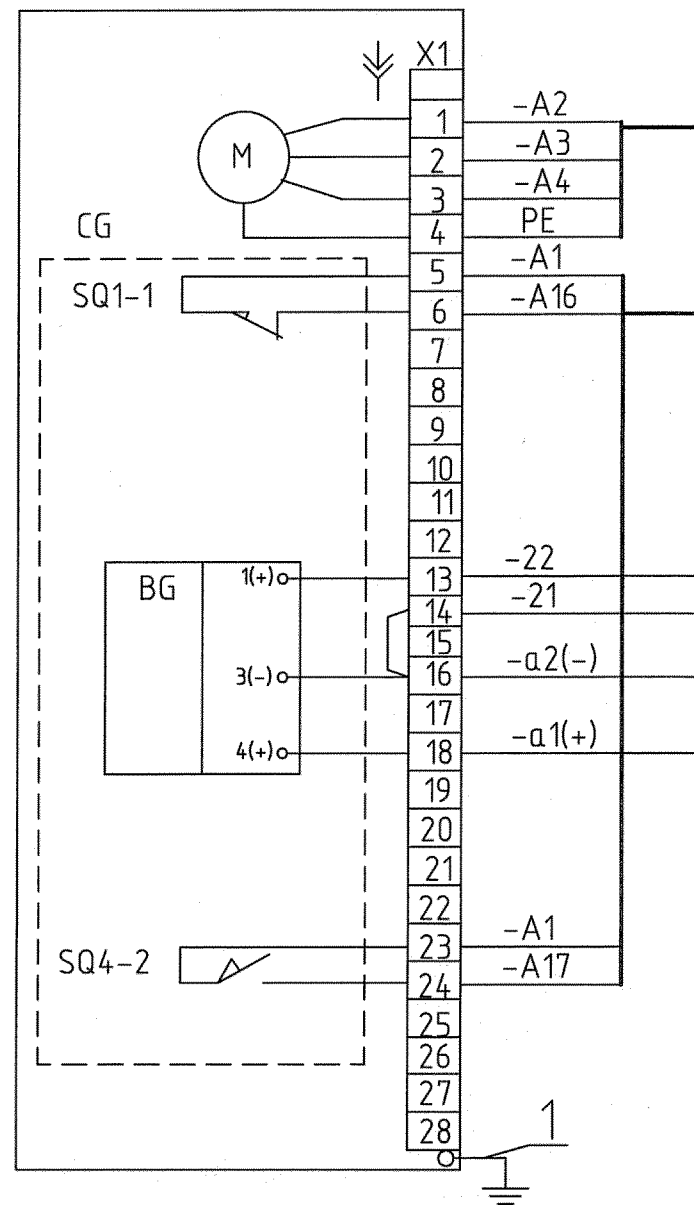 X1
1 -A2
M
2 -A3
3 -A4
CG
4 PE
5 -A1
SQ1-1
6 -A16
7
8
9
10
11
12
BG 1(+) 13 -22
14 -21
15
3(-) 16 -a2(-)
17
4(+) 18 -a1(+)
19
20
21
22
23 -A1
SQ4-2
24 -A17
25
26
27
28
1